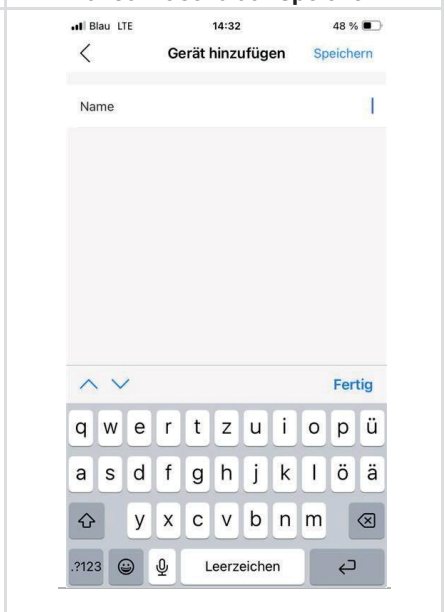 Blau LTE 14:32 48 %
Gerät hinzufügen Speichern
Name
Fertig
q w e r t z u i o p ü
a s d f g h j k l ö ä
y x c v b n m
.?123 Leerzeichen